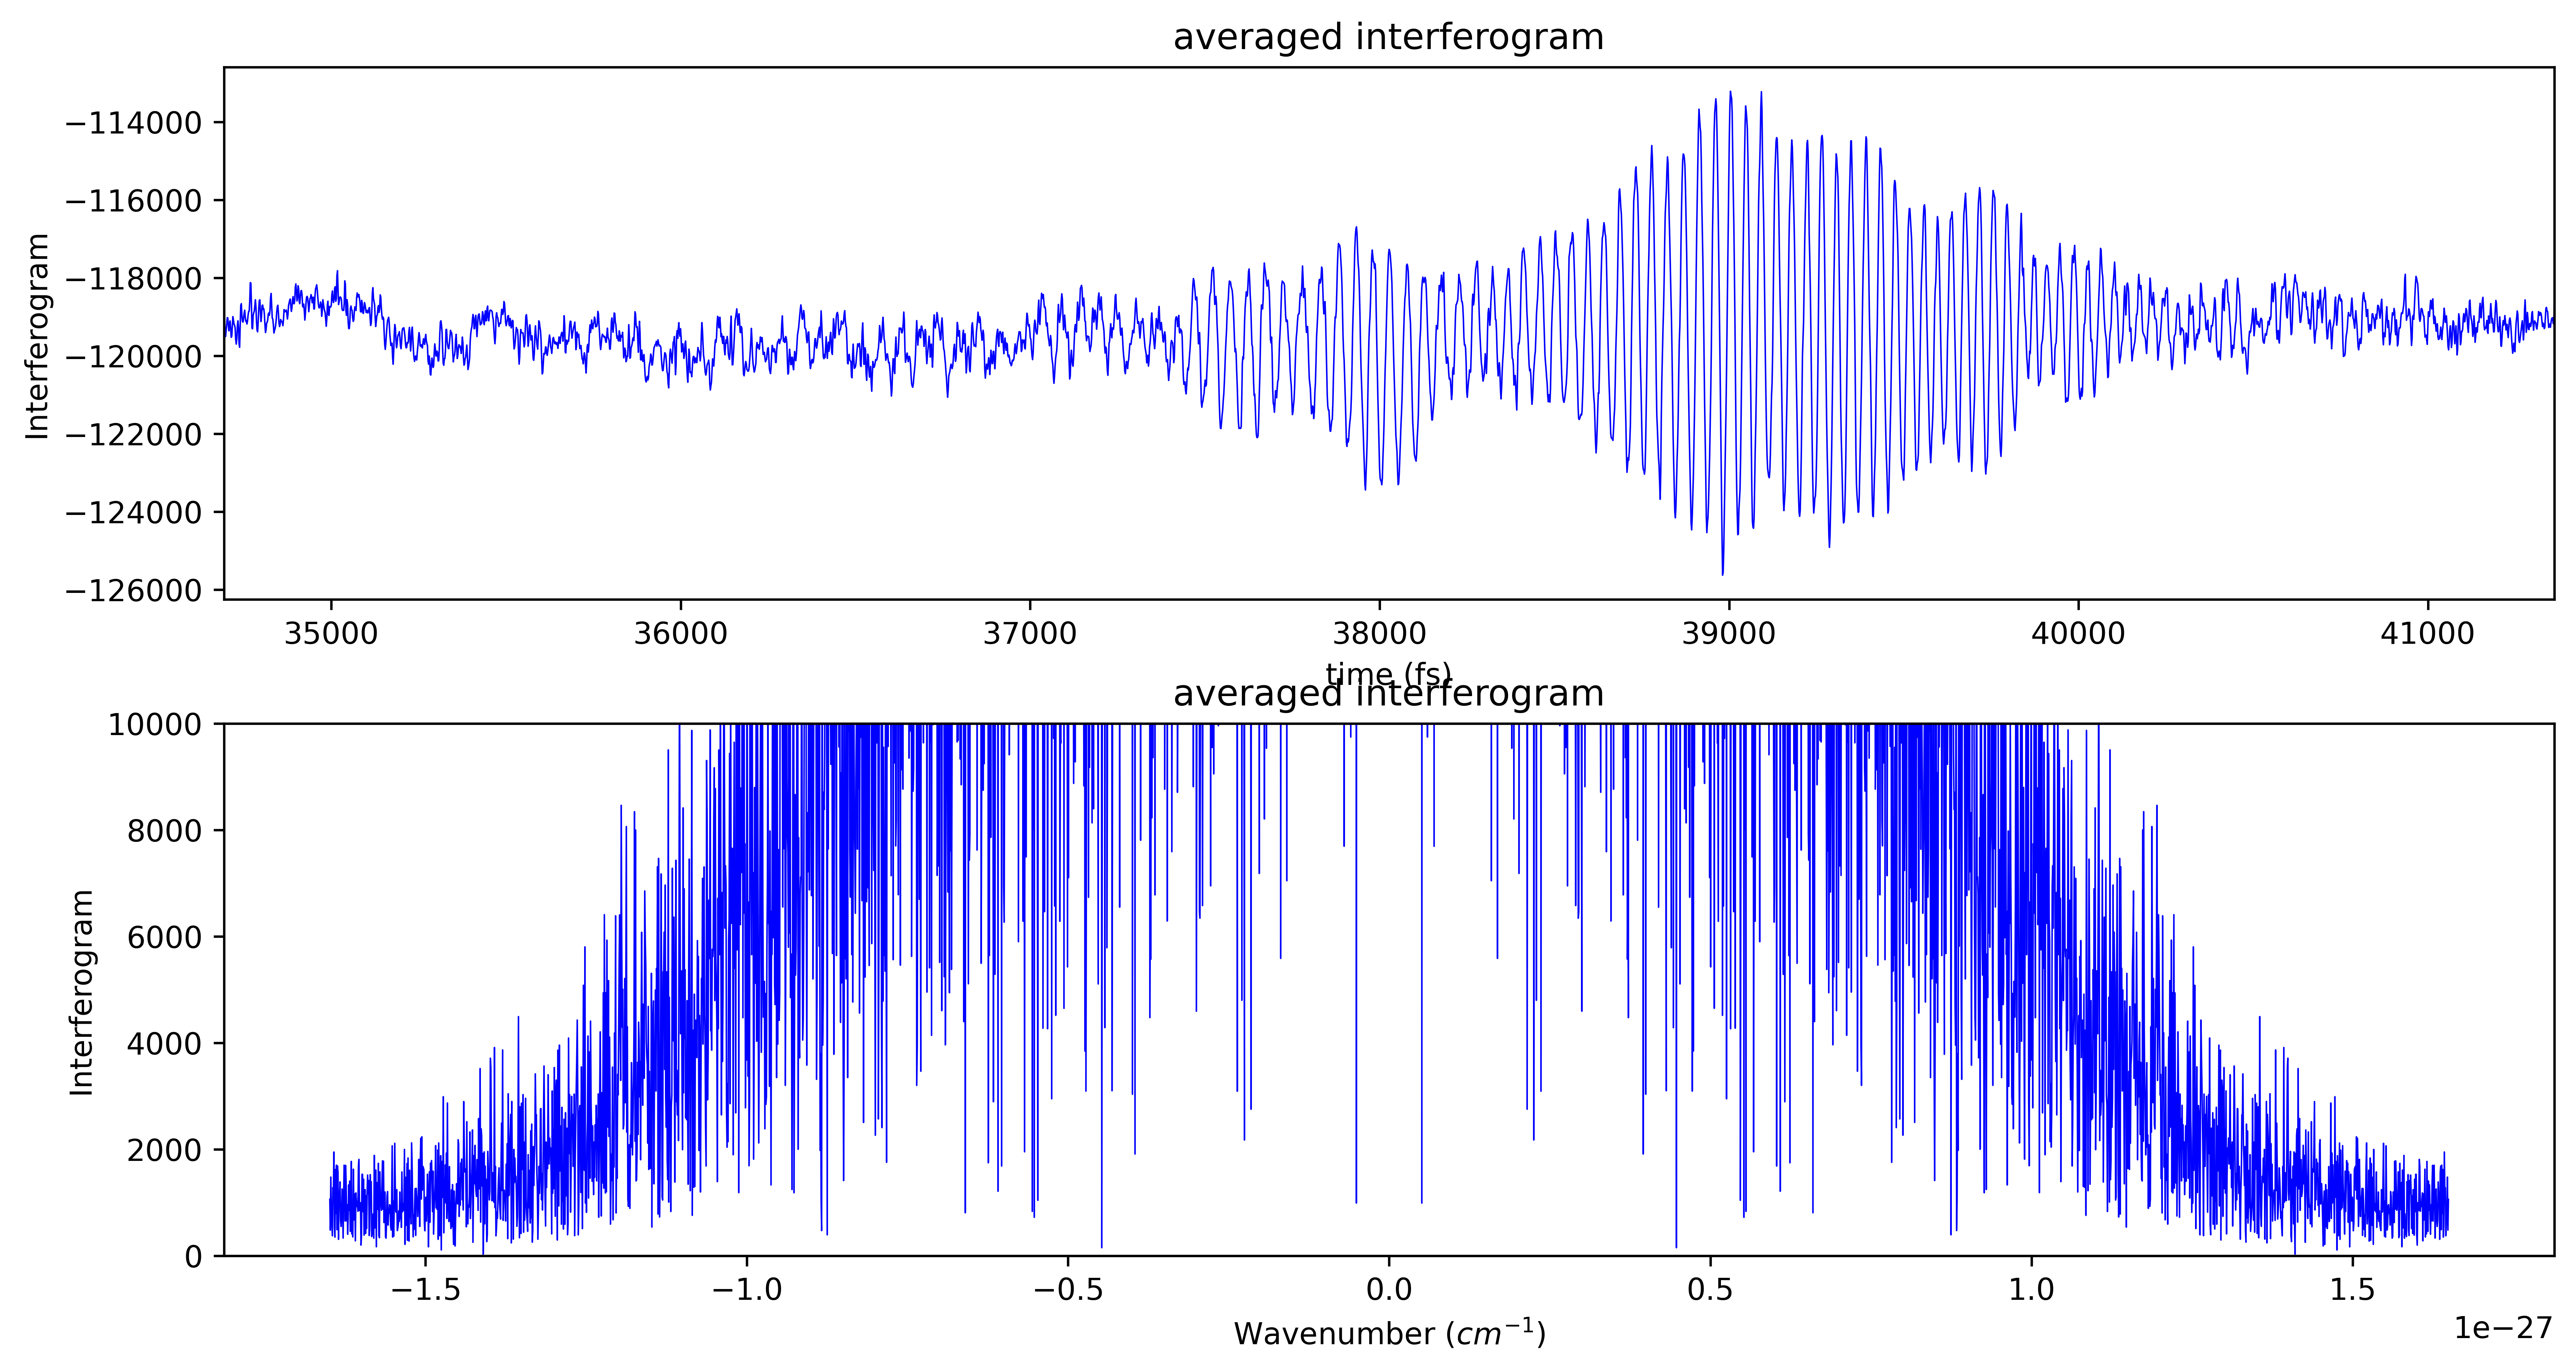 averaged interferogram
Interferogram
−114000
−116000
−118000
−120000
−122000
−124000
−126000
35000 36000 37000 38000 39000 40000 41000
time (fs)
averaged interferogram
Interferogram
10000
8000
6000
4000
2000
0
−1.5 −1.0 −0.5 0.0 0.5 1.0 1.5
1e−27
Wavenumber (cm⁻¹)